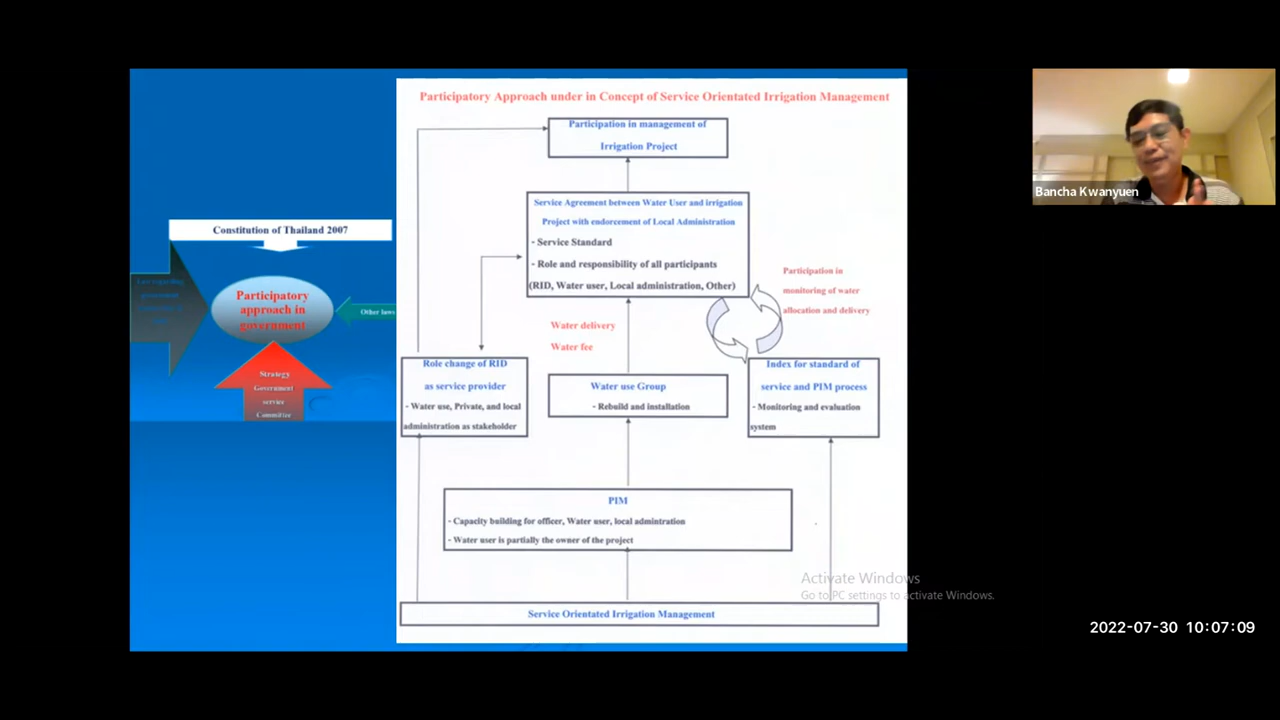 Participatory Approach under in Concept of Service Orientated Irrigation Management
Participation in management of
Irrigation Project
Service Agreement between Water User and irrigation
Project with endorcement of Local Administration
- Service Standard
- Role and responsibility of all participants
(RID, Water user, Local administration, Other)
Participation in
monitoring of water
allocation and delivery
Water delivery
Water fee
Role change of RID
as service provider
- Water use, Private, and local
administration as stakeholder
Water use Group
- Rebuild and installation
Index for standard of
service and PIM process
- Monitoring and evaluation
system
PIM
- Capacity building for officer, Water user, local admintration
- Water user is partially the owner of the project
Service Orientated Irrigation Management
Constitution of Thailand 2007
Participatory
approach in
government
Other laws
Strategy
Government
service
Committee
Bancha Kwanyuen
Activate Windows
Go to PC settings to activate Windows.
2022-07-30 10:07:09